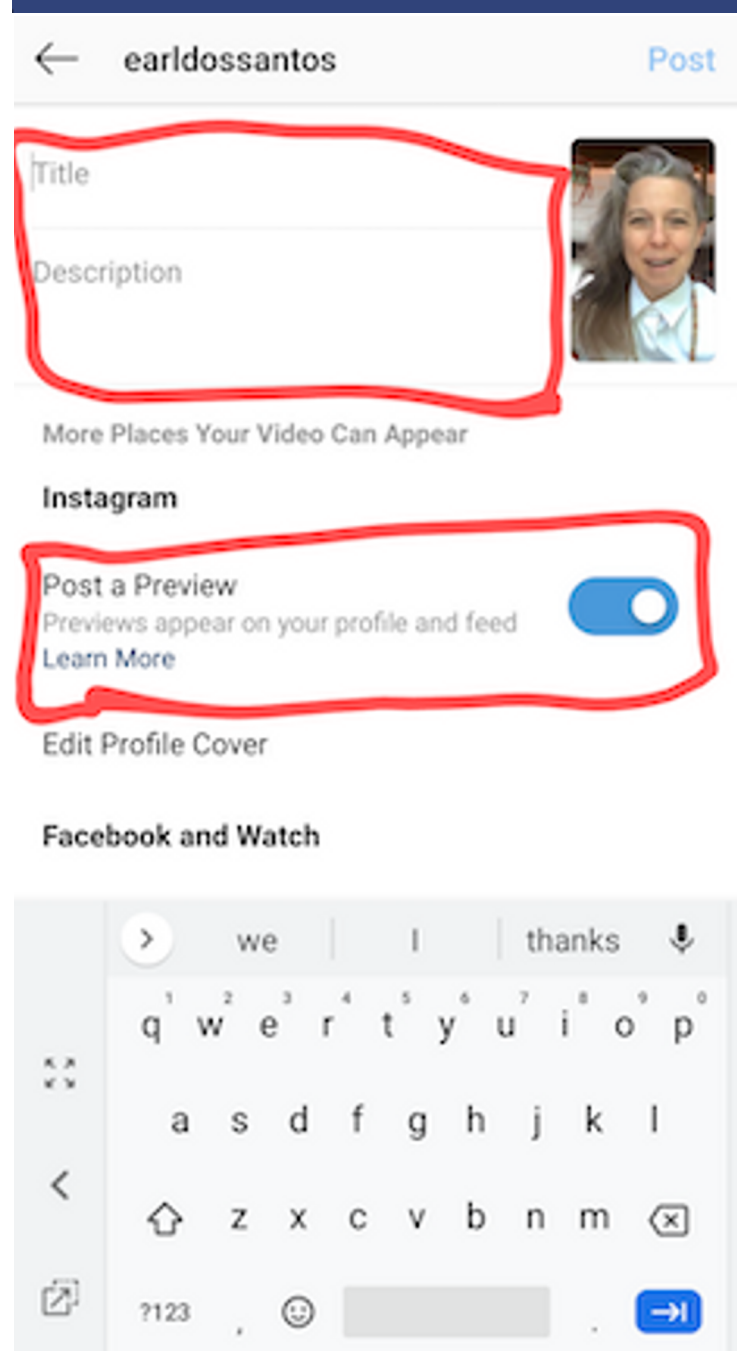 earldossantos Post
Title
Description
More Places Your Video Can Appear
Instagram
Post a Preview
Previews appear on your profile and feed
Learn More
Edit Profile Cover
Facebook and Watch
we I thanks
1 2 3 4 5 6 7 8 9 0
q w e r t y u i o p
a s d f g h j k l
z x c v b n m
?123 , .